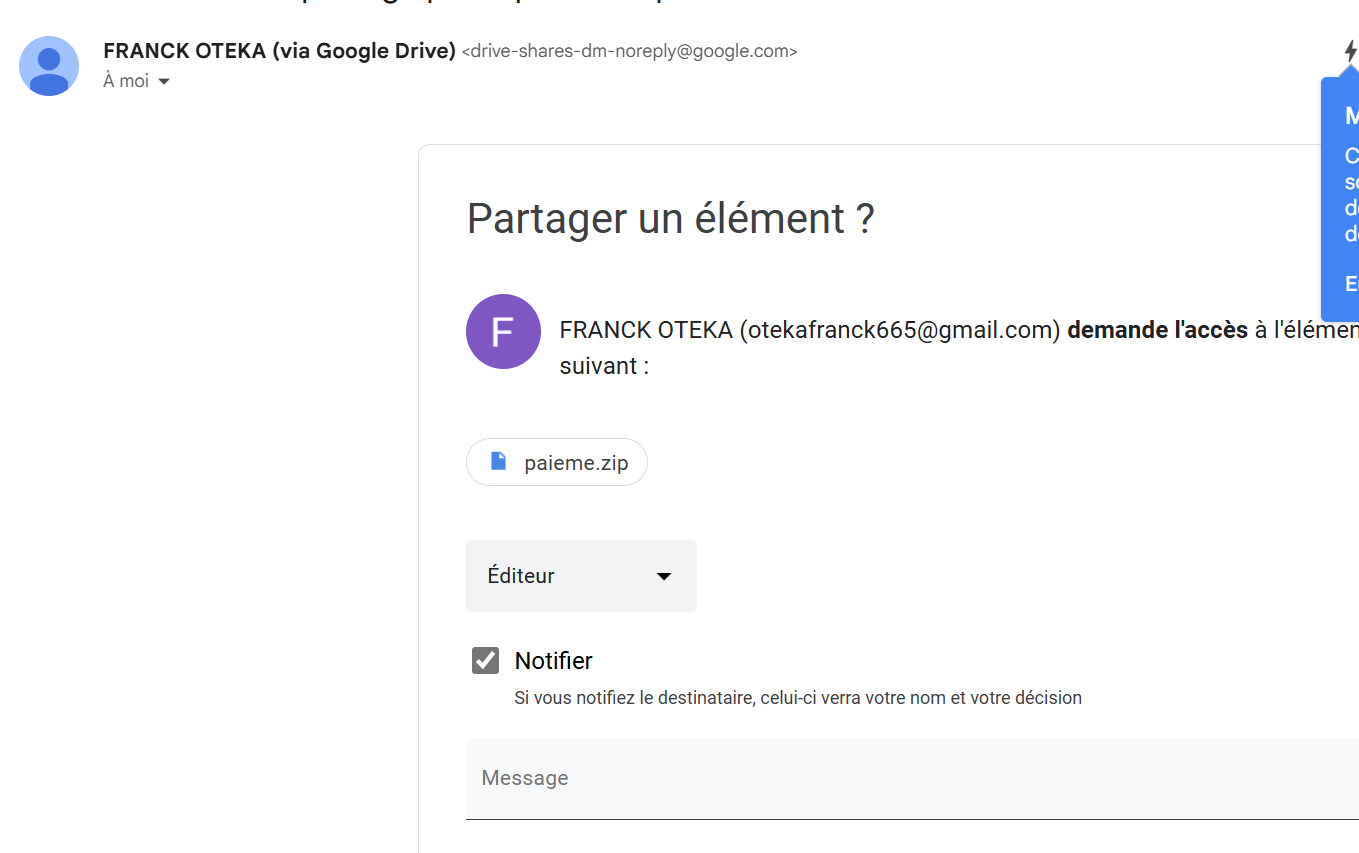 FRANCK OTEKA (via Google Drive) <drive-shares-dm-noreply@google.com>
À moi
Partager un élément ?
F
FRANCK OTEKA (otekafranck665@gmail.com) demande l'accès à l'élémen
suivant :
paieme.zip
Éditeur
Notifier
Si vous notifiez le destinataire, celui-ci verra votre nom et votre décision
Message